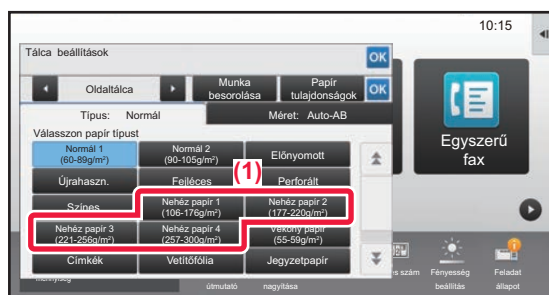 10:15
Tálca beállítások
OK
Oldaltálca
Munka
besorolása
Papír
tulajdonságok
OK
Típus: Normál
Méret: Auto-AB
Válasszon papír típust
Normál 1
(60-89g/m²)
Normál 2
(90-105g/m²)
Előnyomott
Újrahaszn.
Fejléces
(1)
Perforált
Színes
Nehéz papír 1
(106-176g/m²)
Nehéz papír 2
(177-220g/m²)
Nehéz papír 3
(221-256g/m²)
Nehéz papír 4
(257-300g/m²)
Vékony papír
(55-59g/m²)
Címkék
Vetítőfólia
Jegyzetpapír
Egyszerű
fax
mennyiség
útmutató
nagyítása
és szám
Fényesség
beállítás
Feladat
állapot